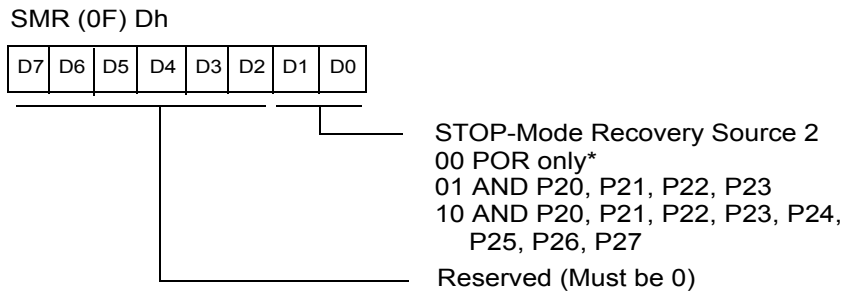 SMR (0F) Dh
D7 D6 D5 D4 D3 D2 D1 D0
STOP-Mode Recovery Source 2
00 POR only*
01 AND P20, P21, P22, P23
10 AND P20, P21, P22, P23, P24,
P25, P26, P27
Reserved (Must be 0)